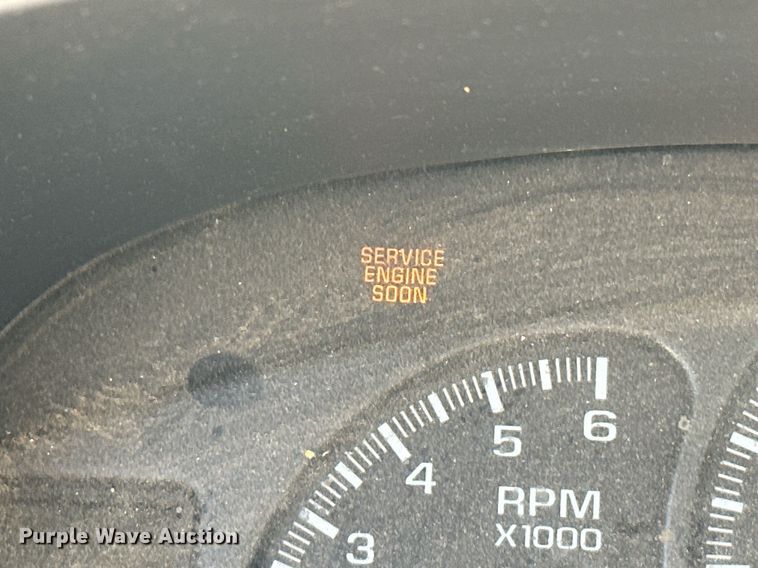 SERVICE
ENGINE
SOON
6
5
4
RPM
X1000
3
Purple Wave Auction